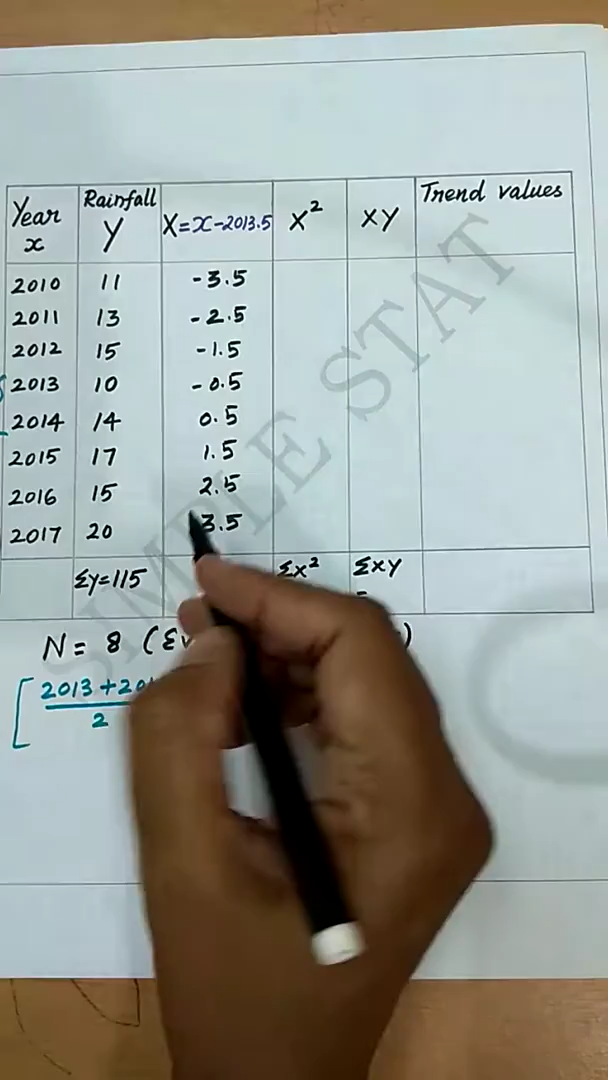 Year x Rainfall Y X = x - 2013.5 X² XY Trend values
2010 11 -3.5
2011 13 -2.5
2012 15 -1.5
2013 10 -0.5
2014 14 0.5
2015 17 1.5
2016 15 2.5
2017 20 3.5
Σy=115 Σx² Σxy
=
N = 8 (
[ 2013 +
2
SIMPLE STAT